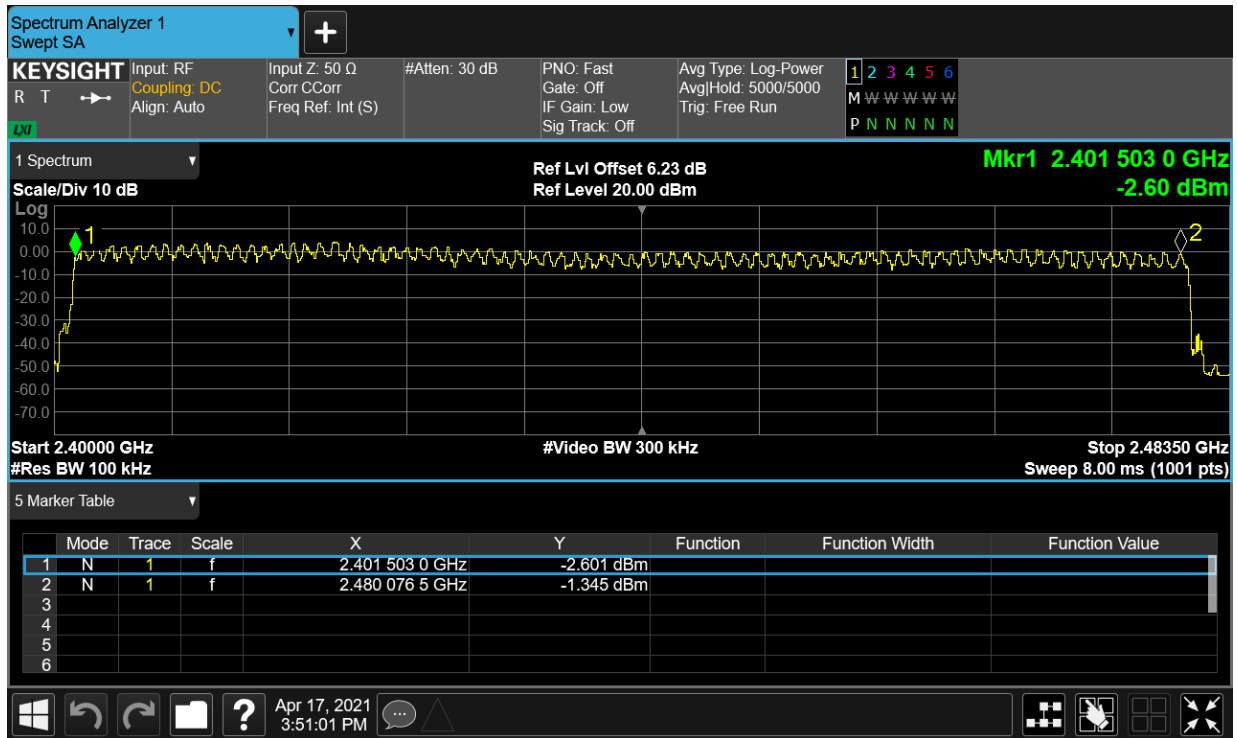 Spectrum Analyzer 1
Swept SA
KEYSIGHT
R T
LXI
Input: RF
Coupling: DC
Align: Auto
Input Z: 50 Ω
Corr CCorr
Freq Ref: Int (S)
#Atten: 30 dB
PNO: Fast
Gate: Off
IF Gain: Low
Sig Track: Off
Avg Type: Log-Power
Avg|Hold: 5000/5000
Trig: Free Run
1 2 3 4 5 6
M W W W W W
P N N N N N
1 Spectrum
Scale/Div 10 dB
Ref Lvl Offset 6.23 dB
Ref Level 20.00 dBm
Mkr1 2.401 503 0 GHz
-2.60 dBm
Log
10.0
0.00
-10.0
-20.0
-30.0
-40.0
-50.0
-60.0
-70.0
1
2
Start 2.40000 GHz
#Res BW 100 kHz
#Video BW 300 kHz
Stop 2.48350 GHz
Sweep 8.00 ms (1001 pts)
5 Marker Table
Mode Trace Scale X Y Function Function Width Function Value
1 N 1 f 2.401 503 0 GHz -2.601 dBm
2 N 1 f 2.480 076 5 GHz -1.345 dBm
3
4
5
6
?
Apr 17, 2021
3:51:01 PM